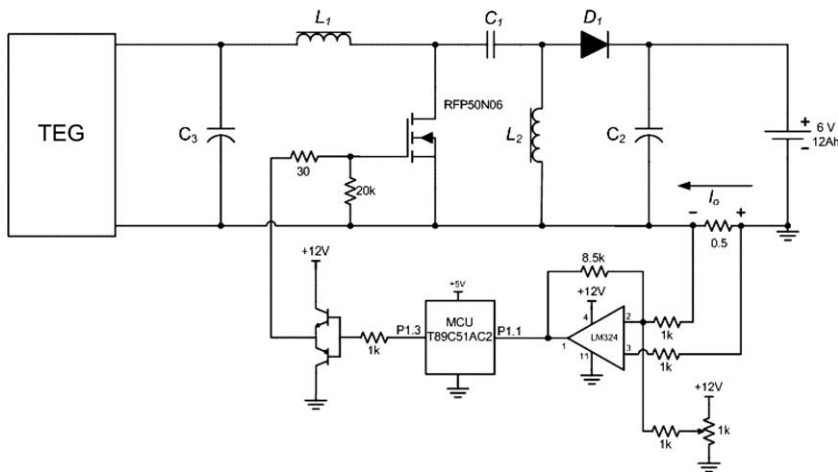 L1
C1
D1
RFP50N06
TEG
C3
L2
C2
+
6 V
-
12Ah
30
20k
Io
-
+
0.5
+12V
8.5k
+5V
+12V
MCU
T89C51AC2
P1.3
P1.1
1k
4
2
1
LM324
3
11
1k
1k
+12V
1k
1k